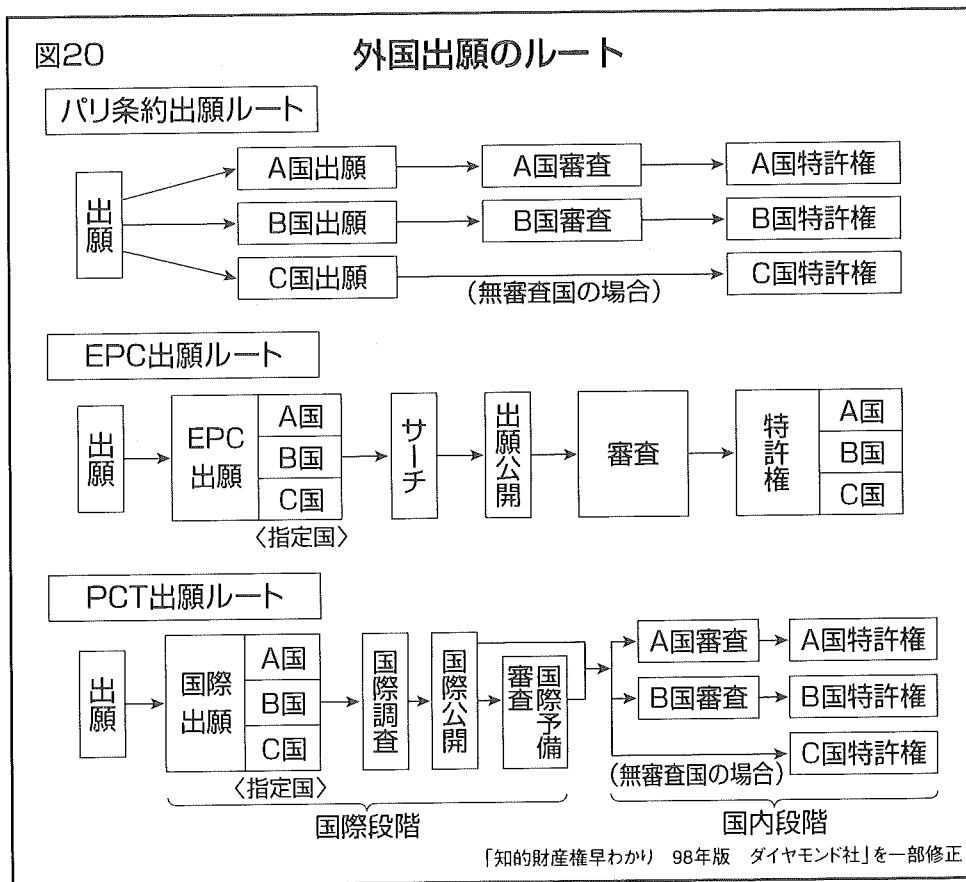 図20
外国出願のルート
パリ条約出願ルート
出願
A国出願
A国審査
A国特許権
B国出願
B国審査
B国特許権
C国出願
(無審査国の場合)
C国特許権
EPC出願ルート
出願
EPC
出願
A国
B国
C国
〈指定国〉
サーチ
出願公開
審査
特許権
A国
B国
C国
PCT出願ルート
出願
国際
出願
A国
B国
C国
〈指定国〉
国際調査
国際公開
国際予備
審査
A国審査
A国特許権
B国審査
B国特許権
(無審査国の場合)
C国特許権
国際段階
国内段階
「知的財産権早わかり 98年版 ダイヤモンド社」を一部修正